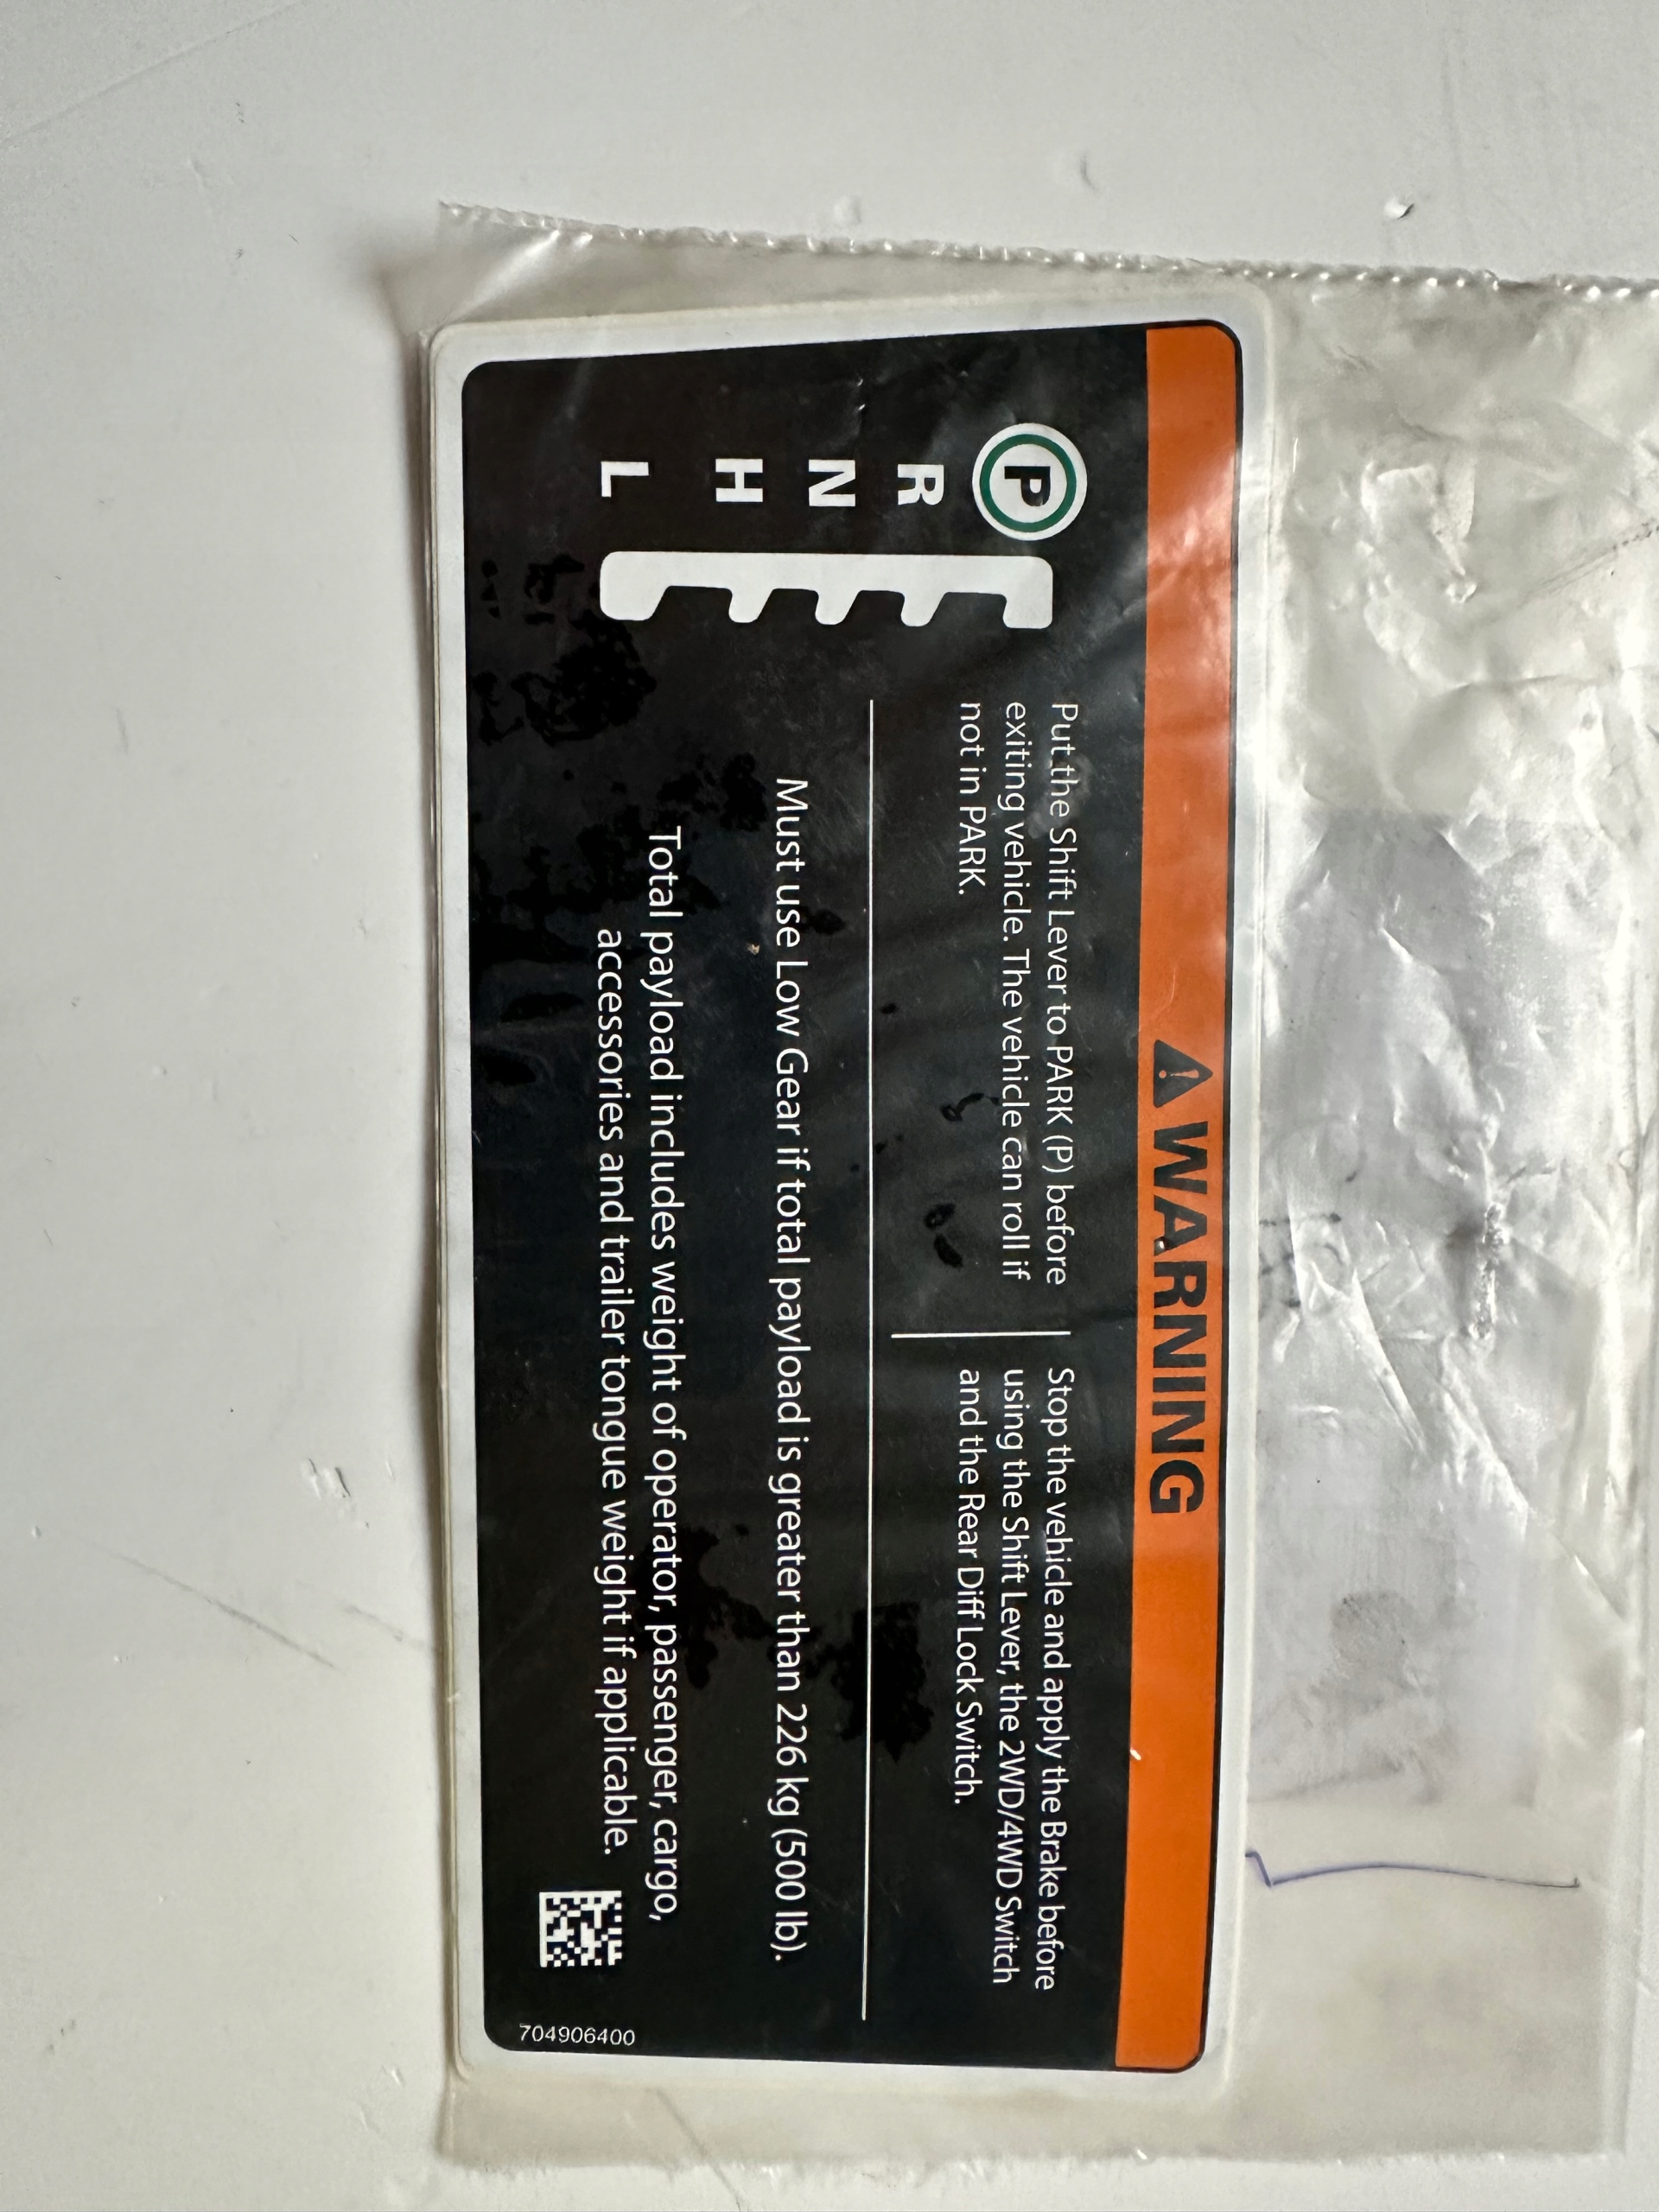 WARNING
P
R
N
H
L
Put the Shift Lever to PARK (P) before
exiting vehicle. The vehicle can roll if
not in PARK.
Stop the vehicle and apply the Brake before
using the Shift Lever, the 2WD/4WD Switch
and the Rear Diff Lock Switch.
Must use Low Gear if total payload is greater than 226 kg (500 lb).
Total payload includes weight of operator, passenger, cargo,
accessories and trailer tongue weight if applicable.
704906400